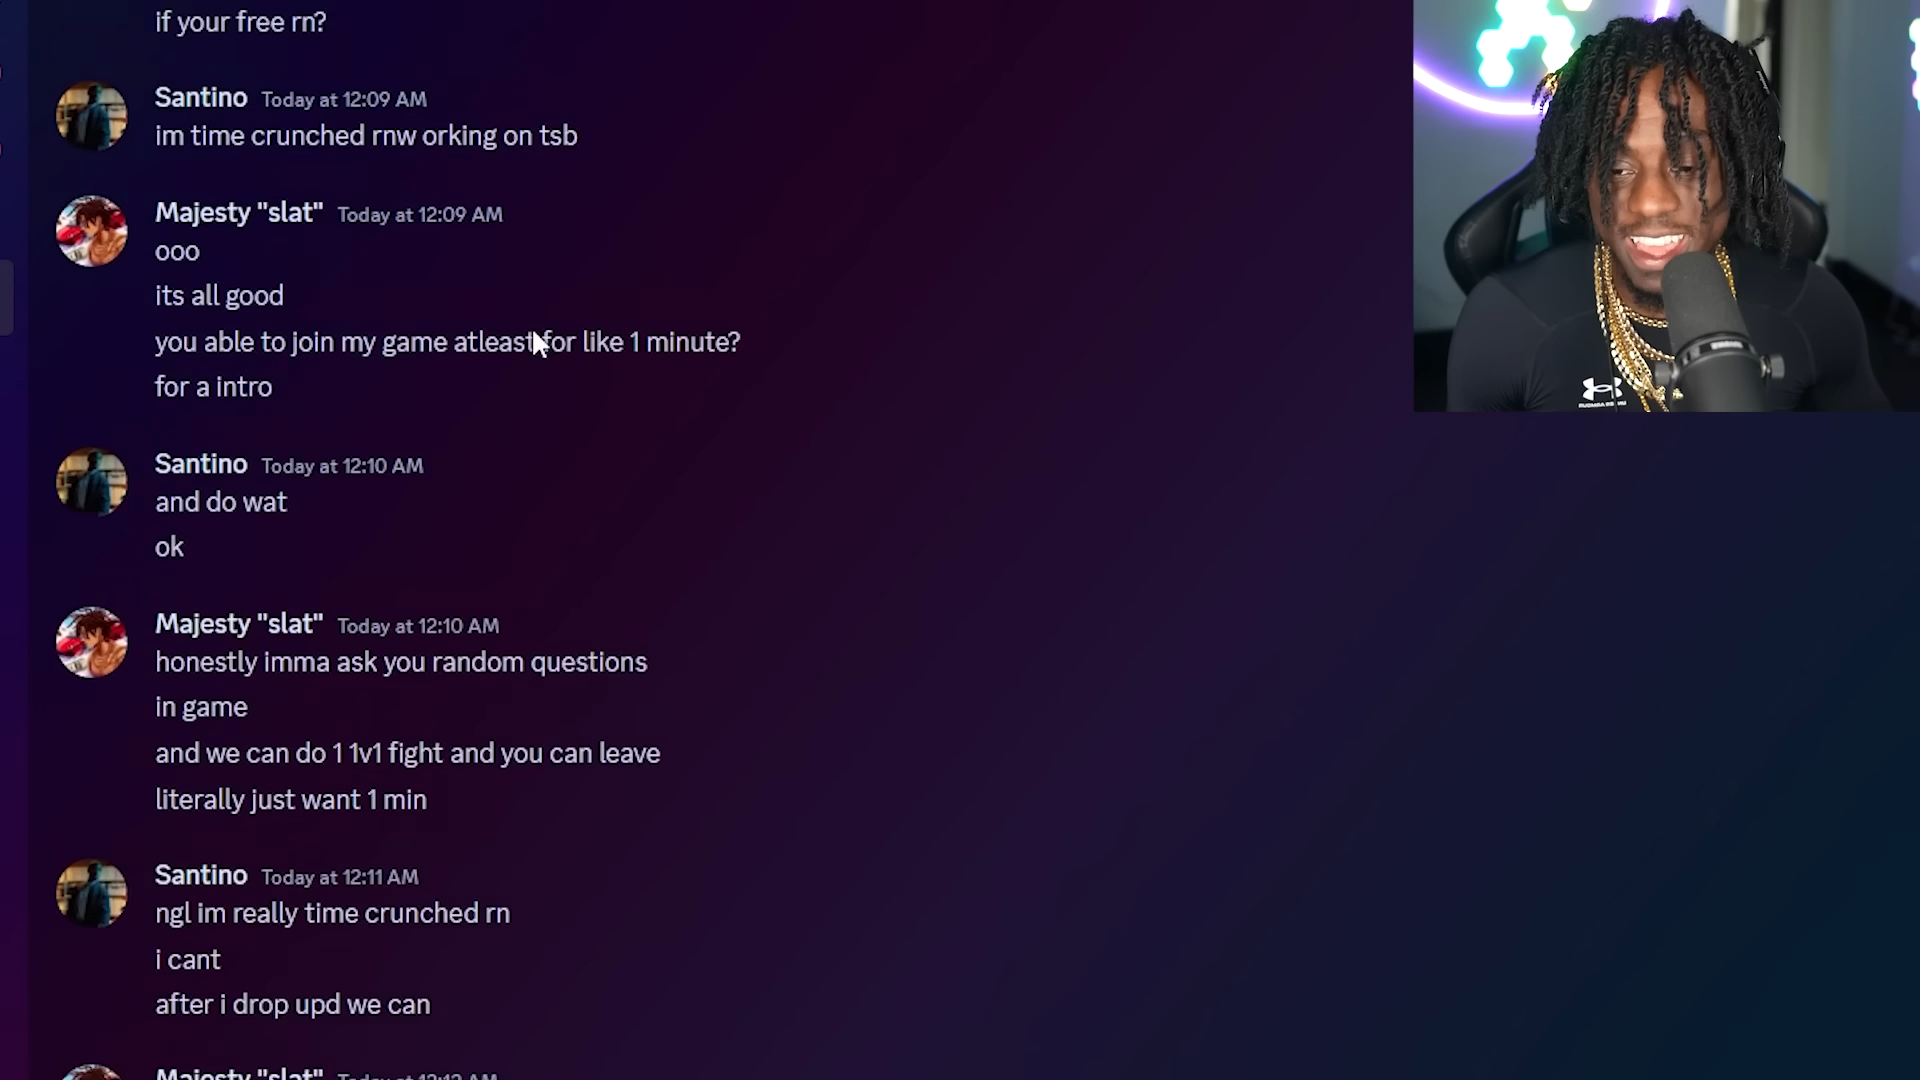 if your free rn?
Santino Today at 12:09 AM
im time crunched rnw orking on tsb
Majesty "slat" Today at 12:09 AM
ooo
its all good
you able to join my game atleast for like 1 minute?
for a intro
Santino Today at 12:10 AM
and do wat
ok
Majesty "slat" Today at 12:10 AM
honestly imma ask you random questions
in game
and we can do 1 1v1 fight and you can leave
literally just want 1 min
Santino Today at 12:11 AM
ngl im really time crunched rn
i cant
after i drop upd we can
Majesty "slat" Today at 12:12 AM